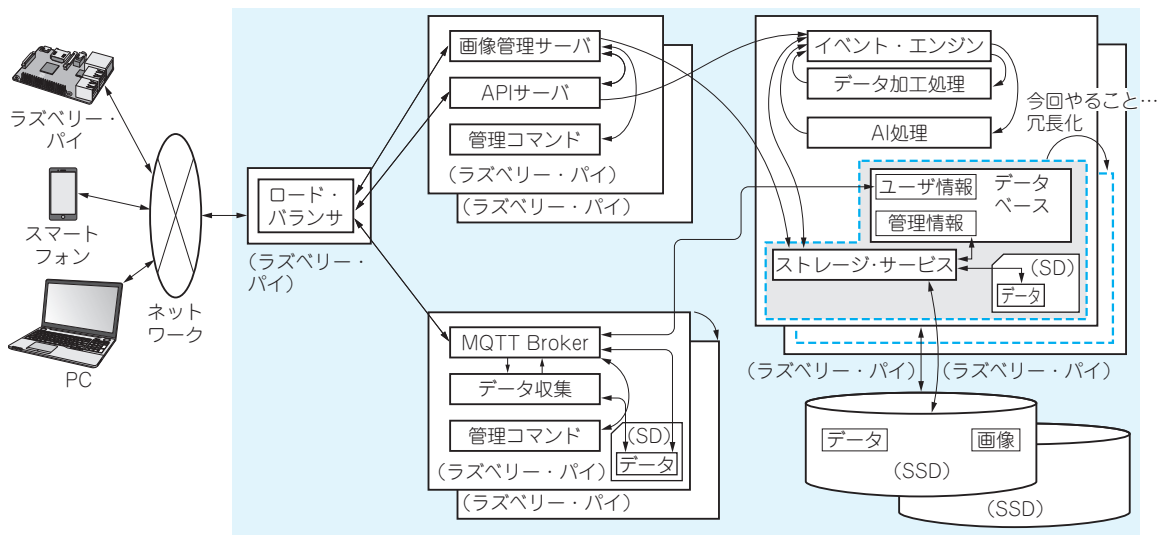 ラズベリー・
パイ
スマート
フォン
PC
ネット
ワーク
ロード・
バランサ
(ラズベリー・
パイ)
画像管理サーバ
APIサーバ
管理コマンド
(ラズベリー・パイ)
(ラズベリー・パイ)
MQTT Broker
データ収集
管理コマンド
(SD)
データ
(ラズベリー・パイ)
(ラズベリー・パイ)
イベント・エンジン
データ加工処理
AI処理
今回やること…
冗長化
ユーザ情報
データ
ベース
管理情報
ストレージ・サービス
(SD)
データ
(ラズベリー・パイ)
(ラズベリー・パイ)
データ
画像
(SSD)
(SSD)